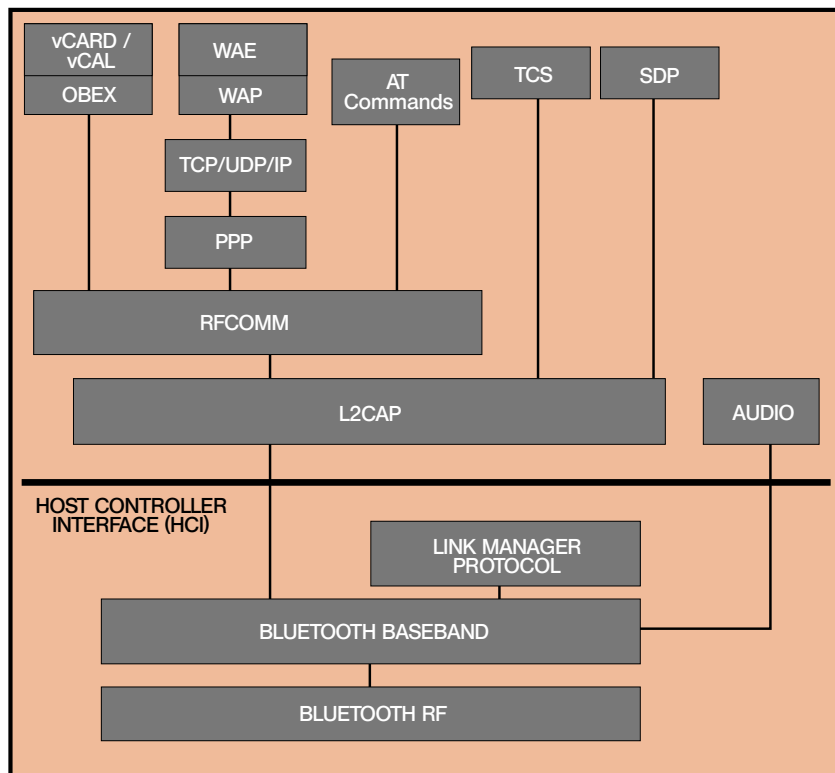 vCARD /
vCAL
OBEX
WAE
WAP
AT
Commands
TCS
SDP
TCP/UDP/IP
PPP
RFCOMM
L2CAP
AUDIO
HOST CONTROLLER
INTERFACE (HCI)
LINK MANAGER
PROTOCOL
BLUETOOTH BASEBAND
BLUETOOTH RF